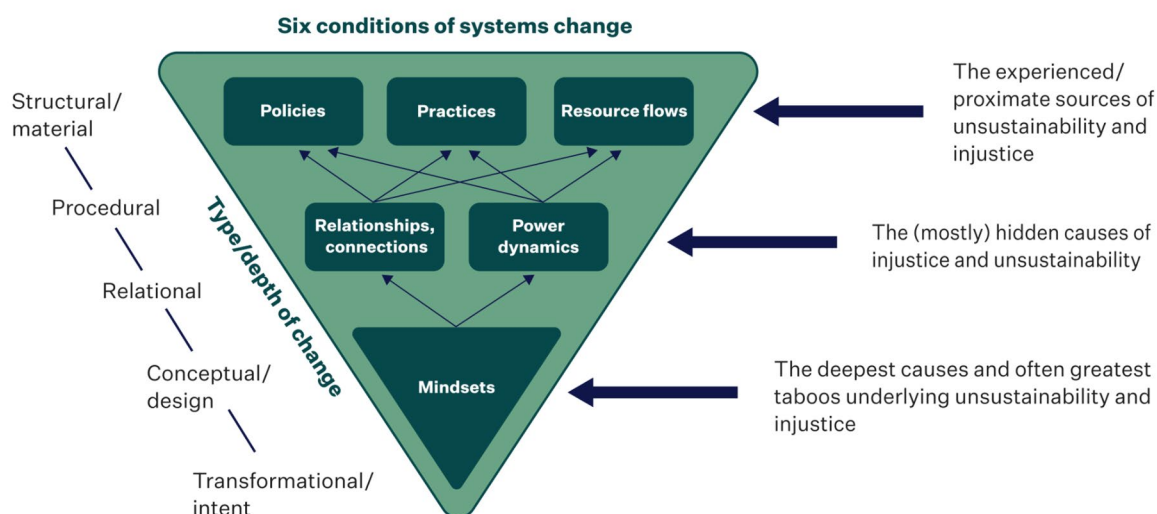 Six conditions of systems change
Structural/
material
Procedural
Relational
Conceptual/
design
Transformational/
intent
Type/depth of change
Policies
Practices
Resource flows
Relationships,
connections
Power
dynamics
Mindsets
The experienced/
proximate sources of
unsustainability and
injustice
The (mostly) hidden causes of
injustice and unsustainability
The deepest causes and often greatest
taboos underlying unsustainability and
injustice